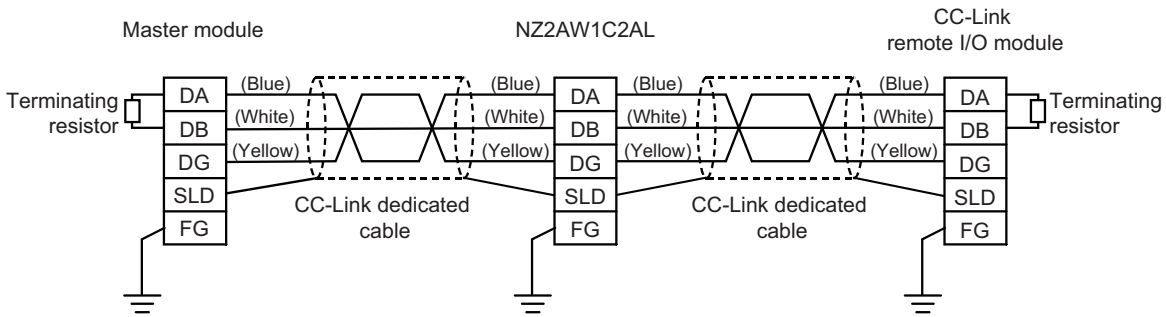 Master module
NZ2AW1C2AL
CC-Link
remote I/O module
Terminating
resistor
DA
DB
DG
SLD
FG
(Blue)
(White)
(Yellow)
CC-Link dedicated
cable
(Blue)
(White)
(Yellow)
DA
DB
DG
SLD
FG
(Blue)
(White)
(Yellow)
CC-Link dedicated
cable
(Blue)
(White)
(Yellow)
DA
DB
DG
SLD
FG
Terminating
resistor